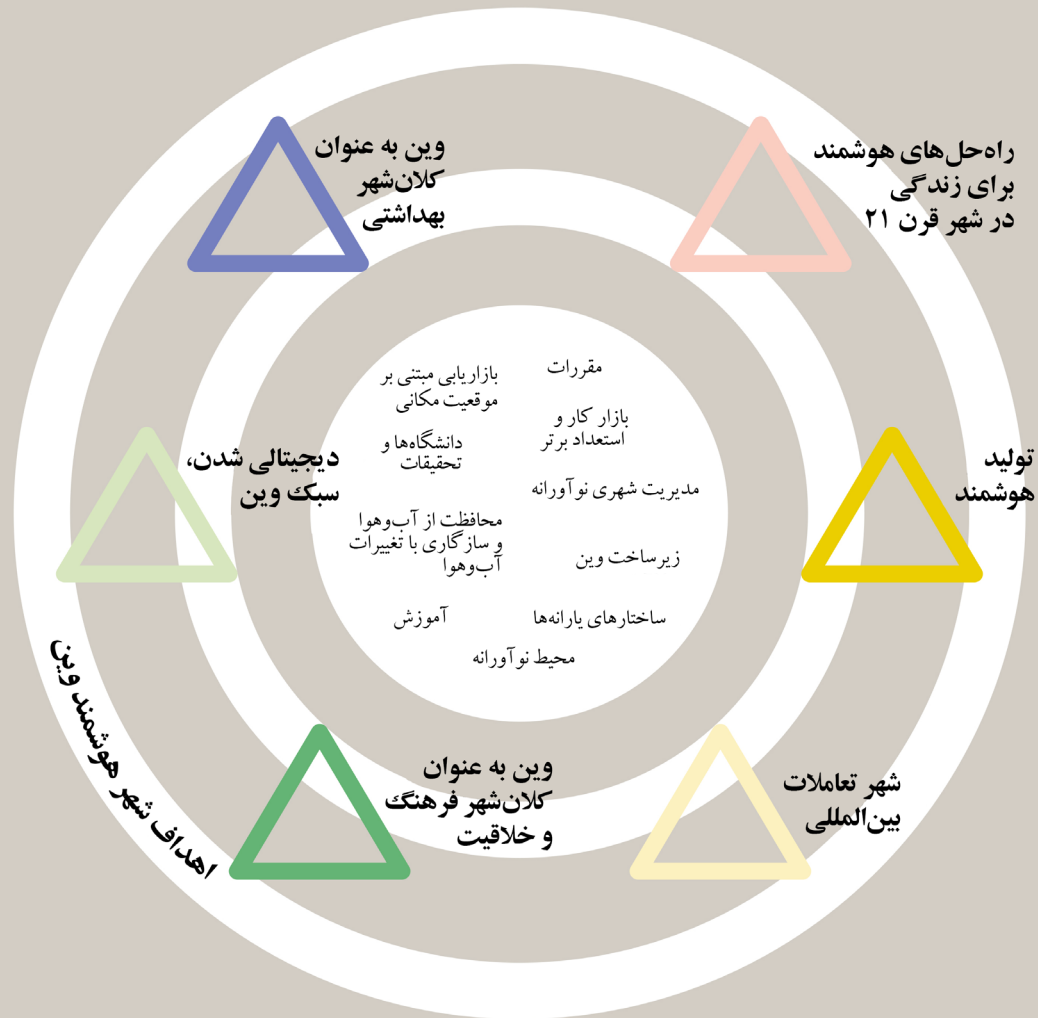 راه‌حل‌های هوشمند
برای زندگی
در شهر قرن ۲۱
وین به عنوان
کلان‌شهر
بهداشتی
تولید
هوشمند
دیجیتالی شدن،
سبک وین
شهر تعاملات
بین‌المللی
وین به عنوان
کلان‌شهر فرهنگ
و خلاقیت
اهداف شهر هوشمند وین
مقررات
بازار کار و
استعداد برتر
مدیریت شهری نوآورانه
زیرساخت وین
ساختارهای یارانه‌ها
بازاریابی مبتنی بر
موقعیت مکانی
دانشگاه‌ها و
تحقیقات
محافظت از آب‌وهوا
و سازگاری با تغییرات
آب‌وهوا
آموزش
محیط نوآورانه